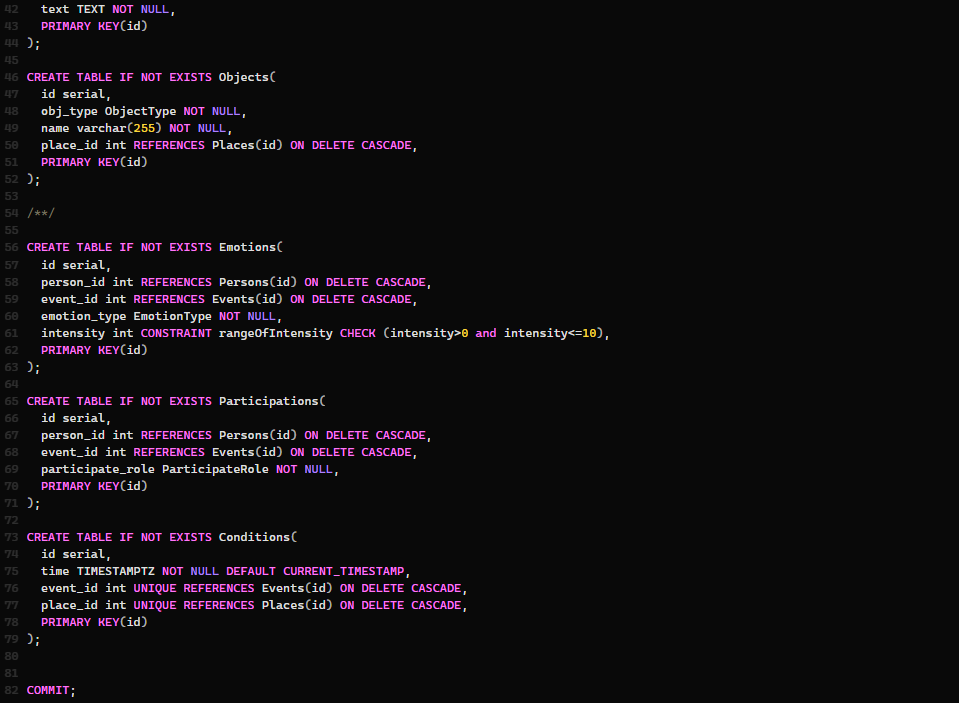 42 text TEXT NOT NULL,
43 PRIMARY KEY(id)
44 );
45
46 CREATE TABLE IF NOT EXISTS Objects(
47 id serial,
48 obj_type ObjectType NOT NULL,
49 name varchar(255) NOT NULL,
50 place_id int REFERENCES Places(id) ON DELETE CASCADE,
51 PRIMARY KEY(id)
52 );
53
54 /**/
55
56 CREATE TABLE IF NOT EXISTS Emotions(
57 id serial,
58 person_id int REFERENCES Persons(id) ON DELETE CASCADE,
59 event_id int REFERENCES Events(id) ON DELETE CASCADE,
60 emotion_type EmotionType NOT NULL,
61 intensity int CONSTRAINT rangeOfIntensity CHECK (intensity>0 and intensity<=10),
62 PRIMARY KEY(id)
63 );
64
65 CREATE TABLE IF NOT EXISTS Participations(
66 id serial,
67 person_id int REFERENCES Persons(id) ON DELETE CASCADE,
68 event_id int REFERENCES Events(id) ON DELETE CASCADE,
69 participate_role ParticipateRole NOT NULL,
70 PRIMARY KEY(id)
71 );
72
73 CREATE TABLE IF NOT EXISTS Conditions(
74 id serial,
75 time TIMESTAMPTZ NOT NULL DEFAULT CURRENT_TIMESTAMP,
76 event_id int UNIQUE REFERENCES Events(id) ON DELETE CASCADE,
77 place_id int UNIQUE REFERENCES Places(id) ON DELETE CASCADE,
78 PRIMARY KEY(id)
79 );
80
81
82 COMMIT;